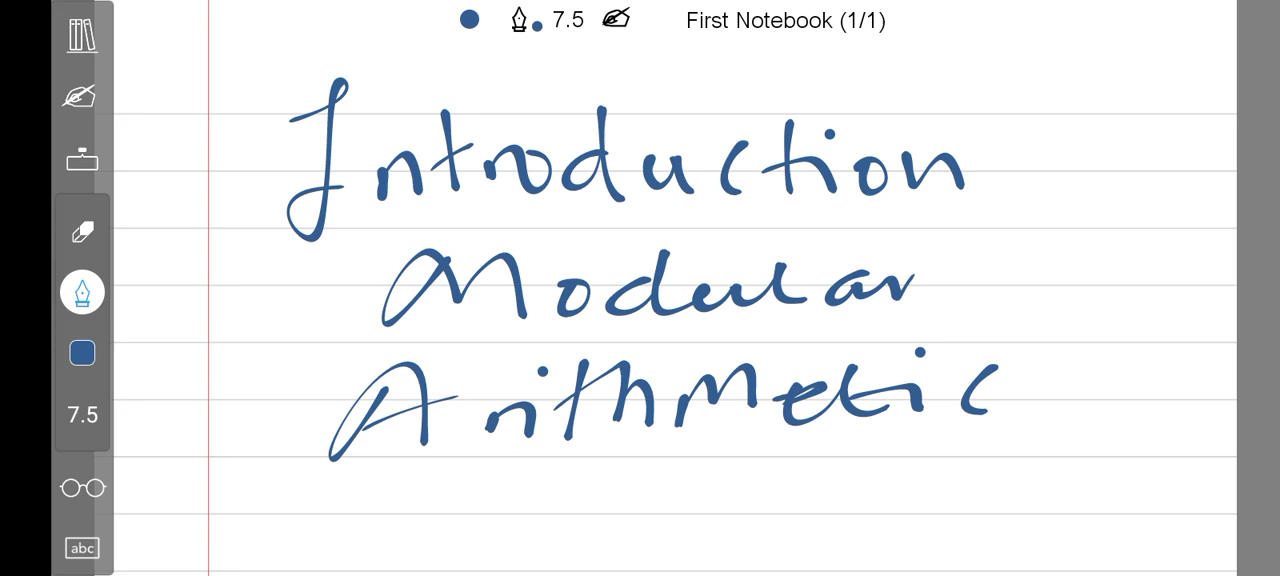 7.5 First Notebook (1/1)
Introduction
Modular
Arithmetic
7.5
abc